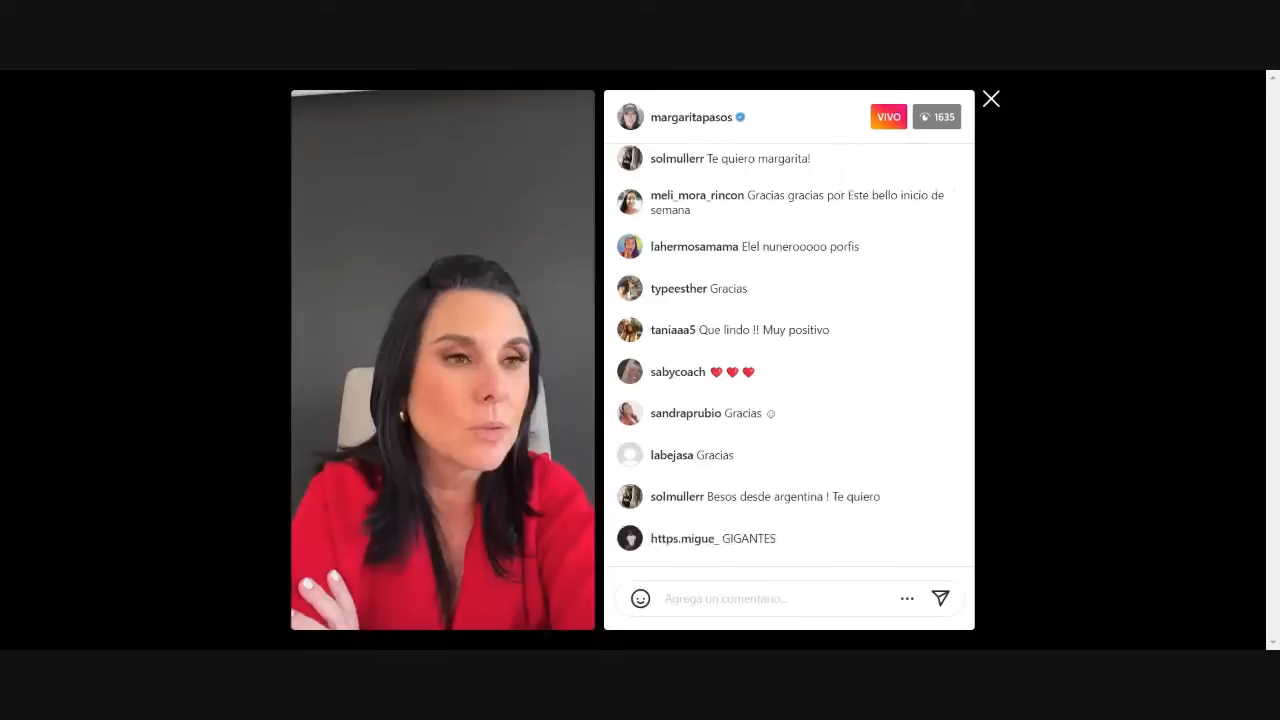 margaritapasos
VIVO
1635
solmullerr Te quiero margarita!
meli_mora_rincon Gracias gracias por Este bello inicio de
semana
lahermosamama Elel nunerooooo porfis
typeesther Gracias
taniaaa5 Que lindo !! Muy positivo
sabycoach
sandraprubio Gracias ☺
labejasa Gracias
solmullerr Besos desde argentina ! Te quiero
https.migue_ GIGANTES
Agrega un comentario...